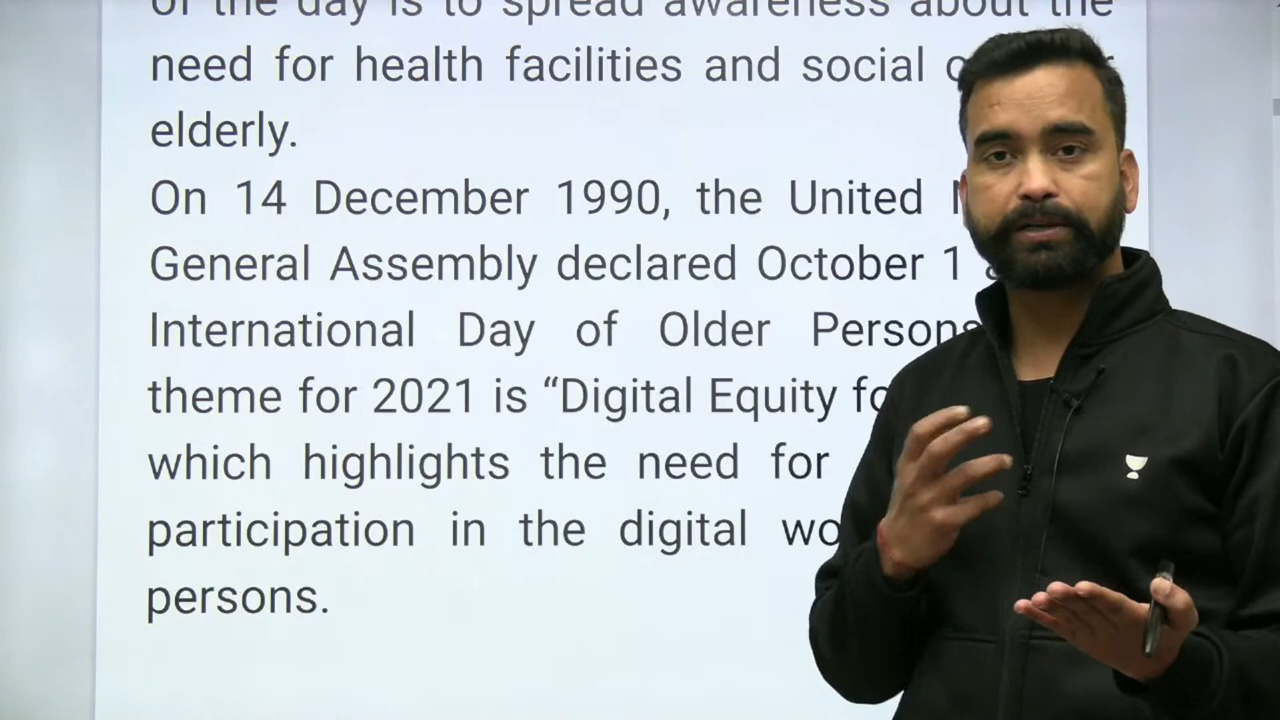 of the day is to spread awareness about the
need for health facilities and social
elderly.
On 14 December 1990, the United
General Assembly declared October 1
International Day of Older Persons
theme for 2021 is “Digital Equity
which highlights the need for
participation in the digital
persons.